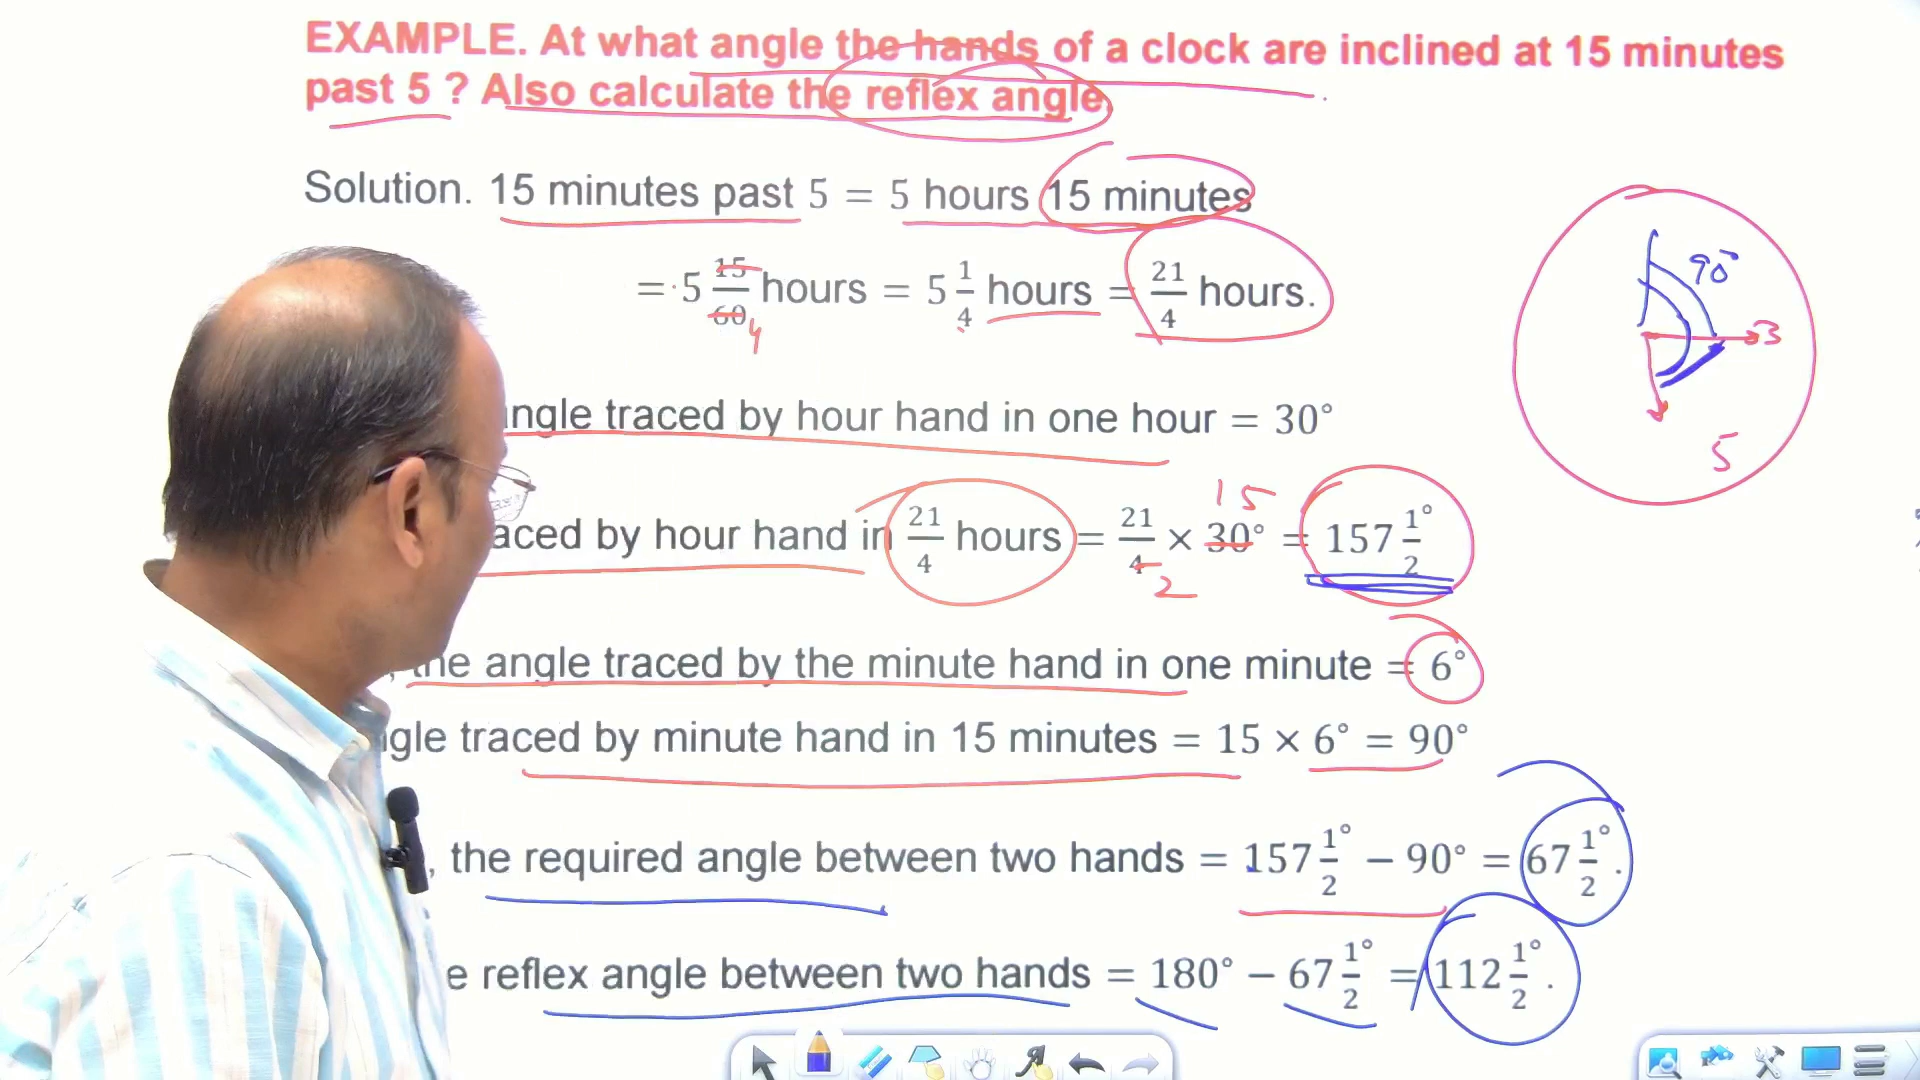 EXAMPLE. At what angle the hands of a clock are inclined at 15 minutes
past 5 ? Also calculate the reflex angle.
Solution. 15 minutes past 5 = 5 hours 15 minutes
= 5 15/60 hours = 5 1/4 hours = 21/4 hours.
4
90°
3
5
ngle traced by hour hand in one hour = 30°
15
aced by hour hand in 21/4 hours = 21/4 × 30° = 157 1/2°
2
, the angle traced by the minute hand in one minute = 6°
gle traced by minute hand in 15 minutes = 15 × 6° = 90°
, the required angle between two hands = 157 1/2° − 90° = 67 1/2°.
e reflex angle between two hands = 180° − 67 1/2° = 112 1/2°.